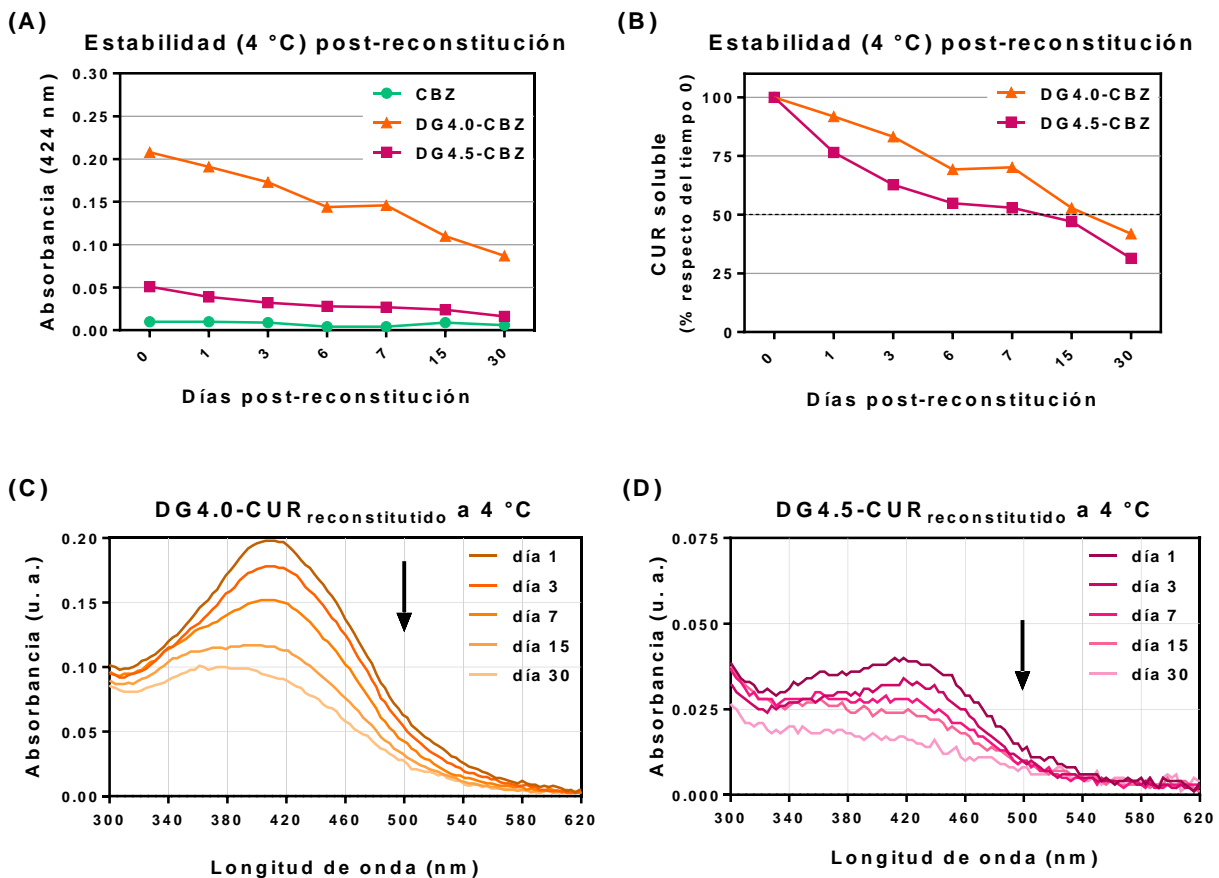 (A)
Estabilidad (4 °C) post-reconstitución
Absorbancia (424 nm)
0.30
0.25
0.20
0.15
0.10
0.05
0.00
CBZ
DG4.0-CBZ
DG4.5-CBZ
0 1 3 6 7 15 30
Días post-reconstitución
(B)
Estabilidad (4 °C) post-reconstitución
CUR soluble
(% respecto del tiempo 0)
100
75
50
25
0
DG4.0-CBZ
DG4.5-CBZ
0 1 3 6 7 15 30
Días post-reconstitución
(C)
DG4.0-CUR reconstitutido a 4 °C
Absorbancia (u. a.)
0.20
0.15
0.10
0.05
0.00
día 1
día 3
día 7
día 15
día 30
300 340 380 420 460 500 540 580 620
Longitud de onda (nm)
(D)
DG4.5-CUR reconstitutido a 4 °C
Absorbancia (u. a.)
0.075
0.050
0.025
0.000
día 1
día 3
día 7
día 15
día 30
300 340 380 420 460 500 540 580 620
Longitud de onda (nm)